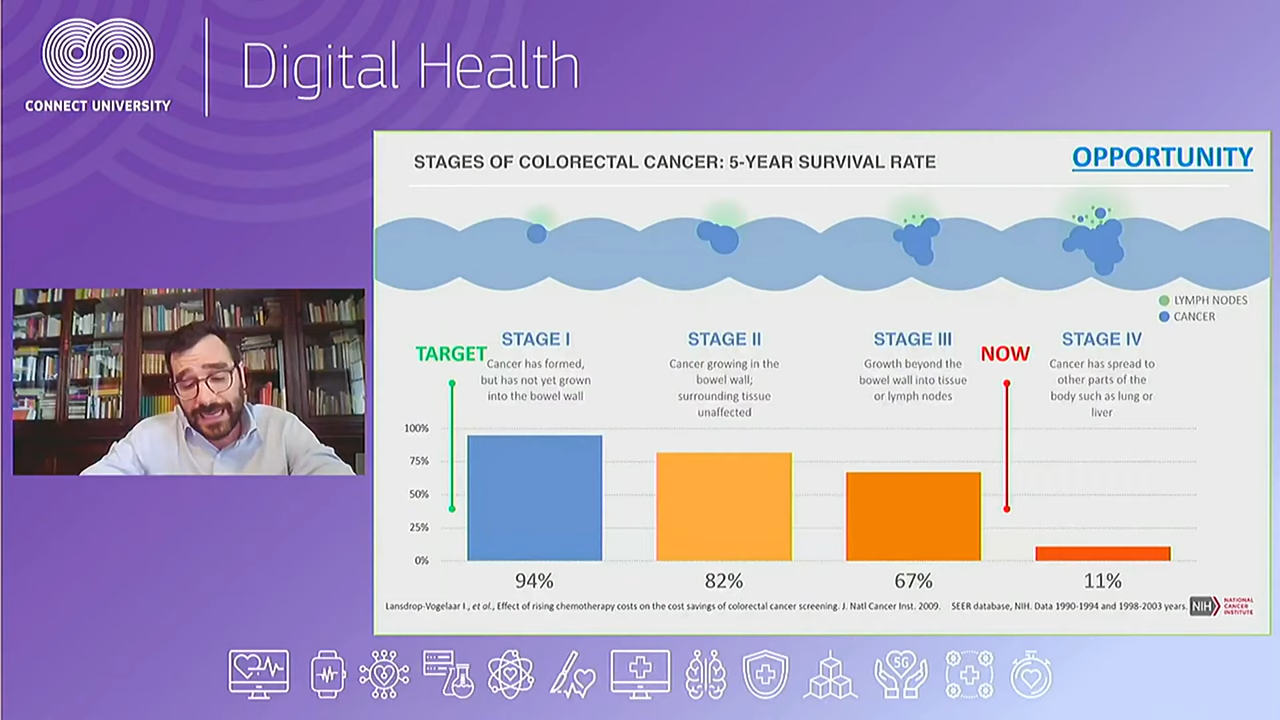 CONNECT UNIVERSITY
Digital Health
STAGES OF COLORECTAL CANCER: 5-YEAR SURVIVAL RATE
OPPORTUNITY
LYMPH NODES
CANCER
TARGET
STAGE I
Cancer has formed,
but has not yet grown
into the bowel wall
STAGE II
Cancer growing in the
bowel wall;
surrounding tissue
unaffected
STAGE III
Growth beyond the
bowel wall into tissue
or lymph nodes
NOW
STAGE IV
Cancer has spread to
other parts of the
body such as lung or
liver
100%
75%
50%
25%
0%
94%
82%
67%
11%
Lansdrop-Vogelaar I., et al., Effect of rising chemotherapy costs on the cost savings of colorectal cancer screening. J. Natl Cancer Inst. 2009. SEER database, NIH. Data 1990-1994 and 1998-2003 years.
NIH
NATIONAL
CANCER
INSTITUTE
5G